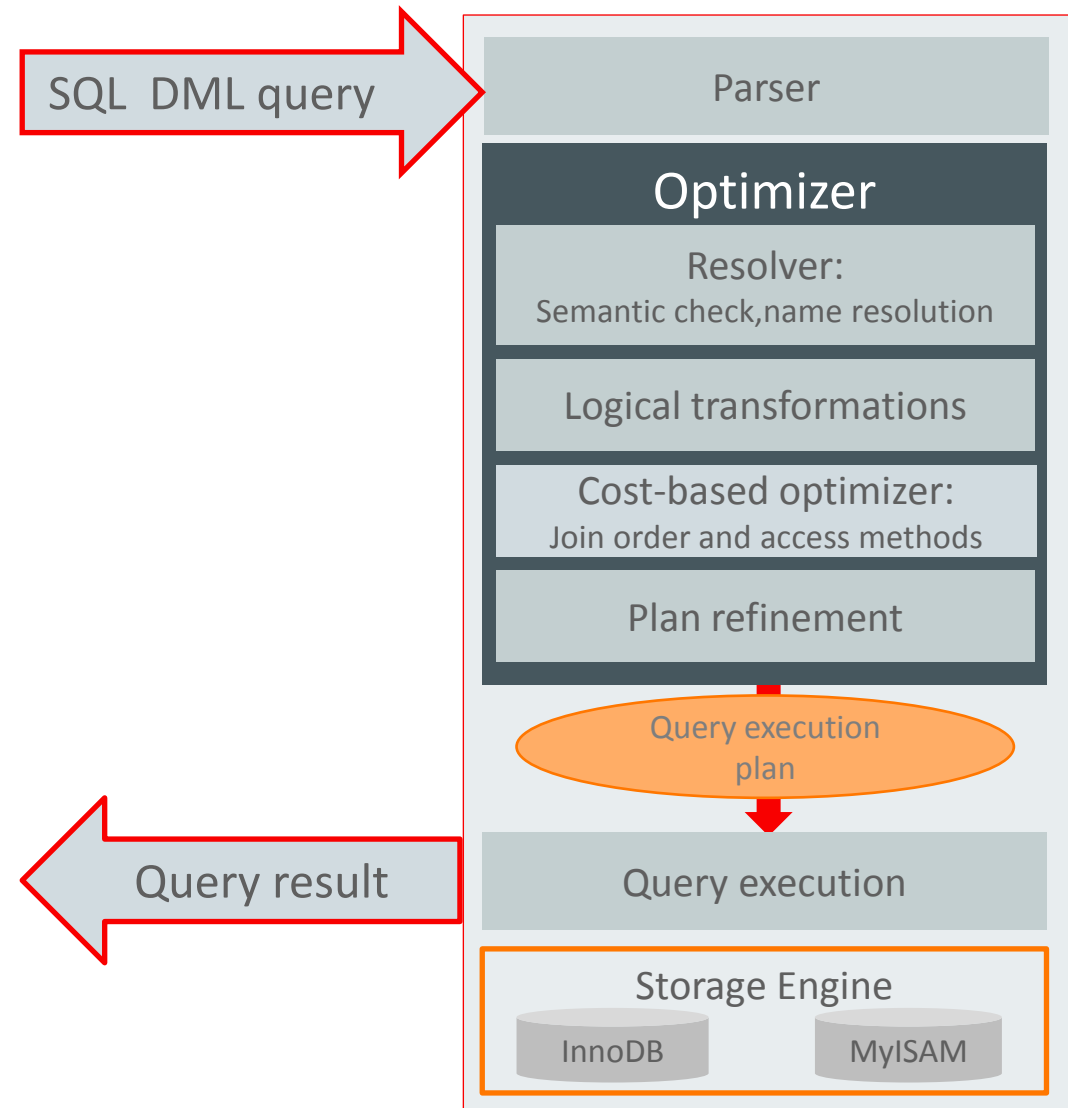 SQL DML query
Parser
Optimizer
Resolver:
Semantic check,name resolution
Logical transformations
Cost-based optimizer:
Join order and access methods
Plan refinement
Query execution
plan
Query result
Query execution
Storage Engine
InnoDB
MyISAM